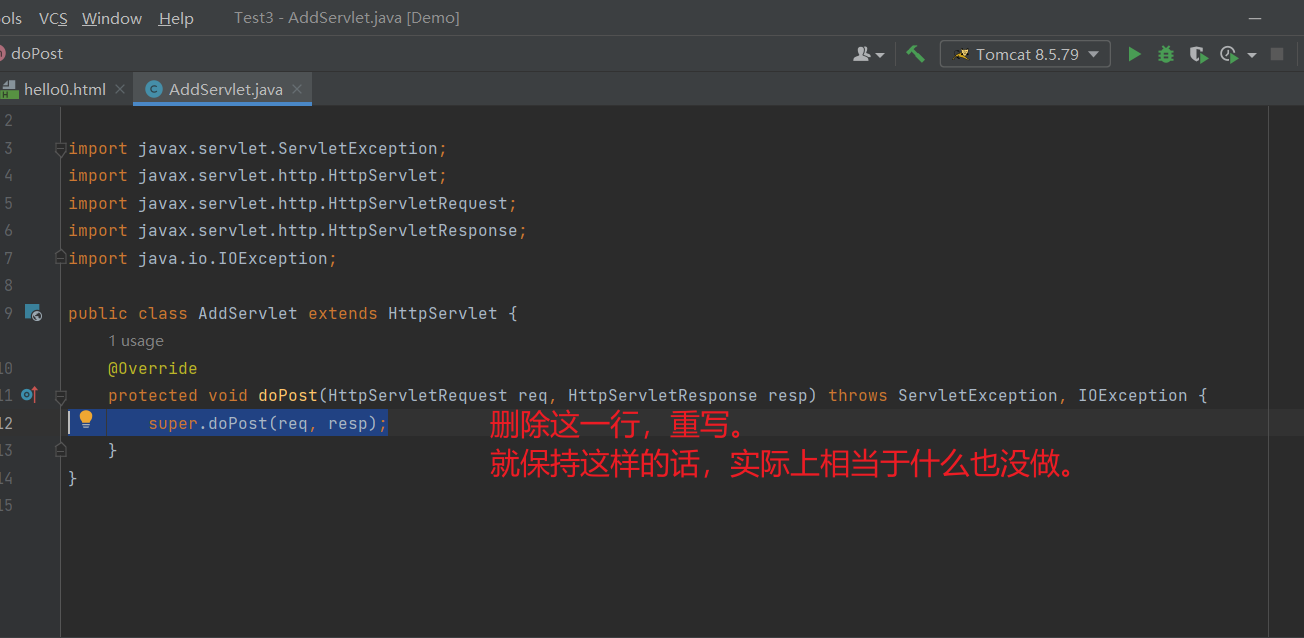 ols VCS Window Help Test3 - AddServlet.java [Demo]
doPost Tomcat 8.5.79
hello0.html AddServlet.java
2
3 import javax.servlet.ServletException;
4 import javax.servlet.http.HttpServlet;
5 import javax.servlet.http.HttpServletRequest;
6 import javax.servlet.http.HttpServletResponse;
7 import java.io.IOException;
8
9 public class AddServlet extends HttpServlet {
1 usage
10 @Override
11 protected void doPost(HttpServletRequest req, HttpServletResponse resp) throws ServletException, IOException {
12 super.doPost(req, resp); 删除这一行，重写。
就保持这样的话，实际上相当于什么也没做。
13 }
14 }
15